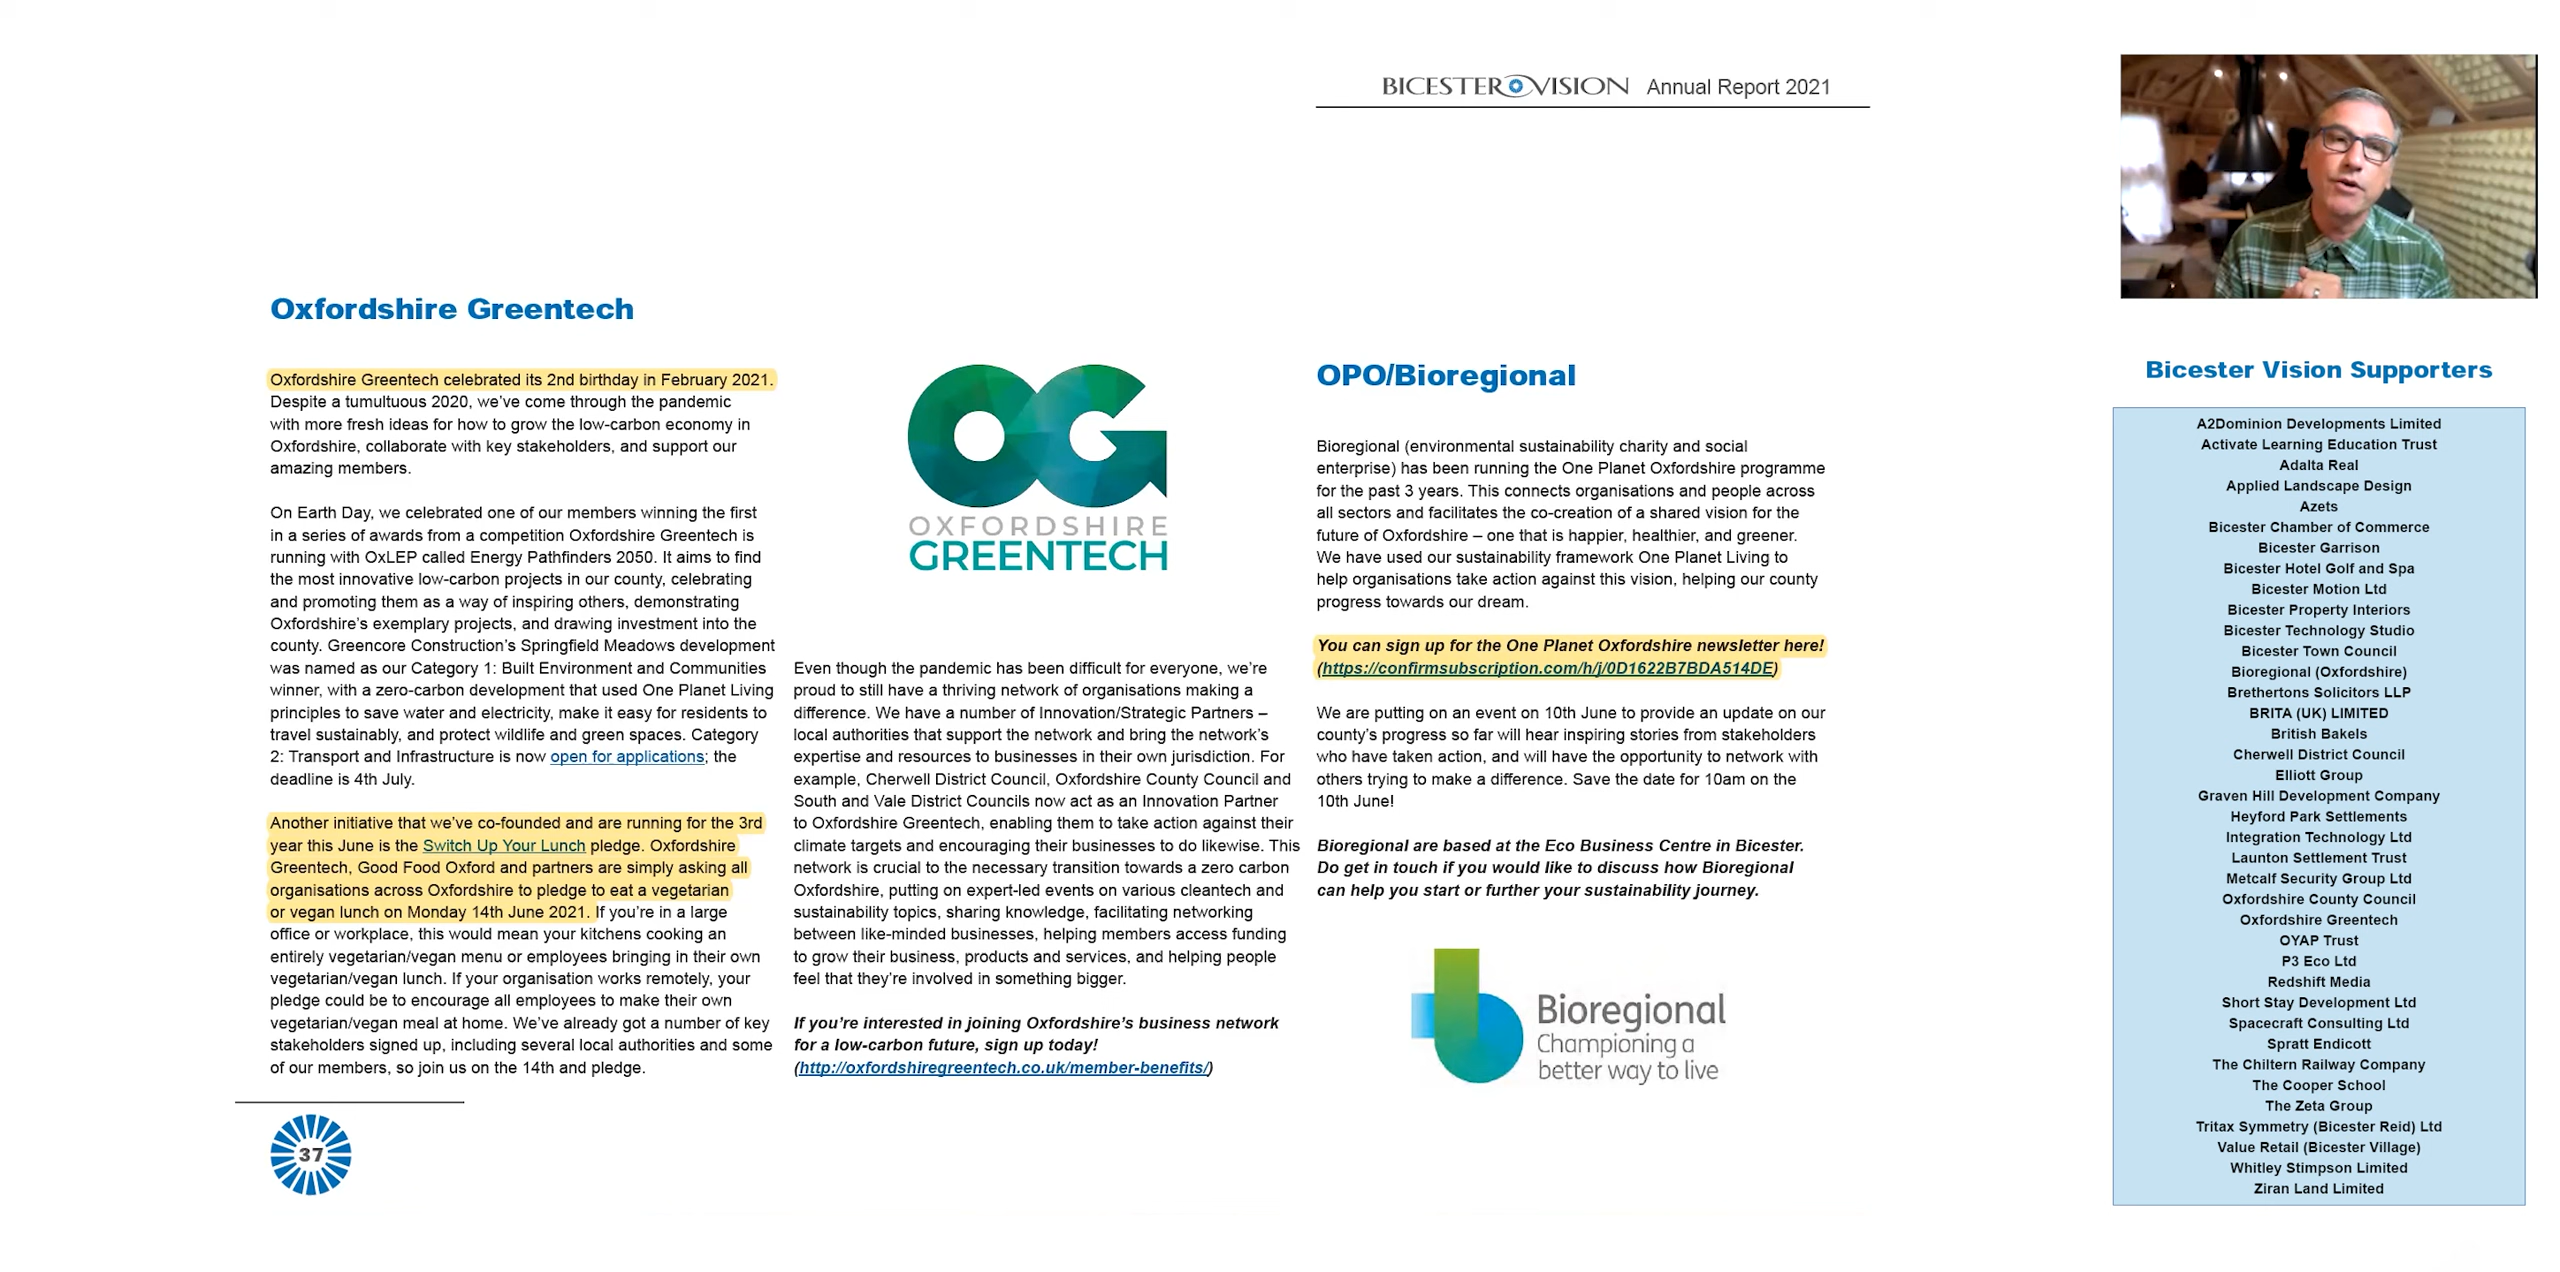 BICESTER VISION Annual Report 2021
Oxfordshire Greentech
Oxfordshire Greentech celebrated its 2nd birthday in February 2021.
Despite a tumultuous 2020, we've come through the pandemic
with more fresh ideas for how to grow the low-carbon economy in
Oxfordshire, collaborate with key stakeholders, and support our
amazing members.
On Earth Day, we celebrated one of our members winning the first
in a series of awards from a competition Oxfordshire Greentech is
running with OxLEP called Energy Pathfinders 2050. It aims to find
the most innovative low-carbon projects in our county, celebrating
and promoting them as a way of inspiring others, demonstrating
Oxfordshire's exemplary projects, and drawing investment into the
county. Greencore Construction's Springfield Meadows development
was named as our Category 1: Built Environment and Communities
winner, with a zero-carbon development that used One Planet Living
principles to save water and electricity, make it easy for residents to
travel sustainably, and protect wildlife and green spaces. Category
2: Transport and Infrastructure is now open for applications; the
deadline is 4th July.
Another initiative that we've co-founded and are running for the 3rd
year this June is the Switch Up Your Lunch pledge. Oxfordshire
Greentech, Good Food Oxford and partners are simply asking all
organisations across Oxfordshire to pledge to eat a vegetarian
or vegan lunch on Monday 14th June 2021. If you're in a large
office or workplace, this would mean your kitchens cooking an
entirely vegetarian/vegan menu or employees bringing in their own
vegetarian/vegan lunch. If your organisation works remotely, your
pledge could be to encourage all employees to make their own
vegetarian/vegan meal at home. We've already got a number of key
stakeholders signed up, including several local authorities and some
of our members, so join us on the 14th and pledge.
37
OG
OXFORDSHIRE
GREENTECH
Even though the pandemic has been difficult for everyone, we're
proud to still have a thriving network of organisations making a
difference. We have a number of Innovation/Strategic Partners –
local authorities that support the network and bring the network's
expertise and resources to businesses in their own jurisdiction. For
example, Cherwell District Council, Oxfordshire County Council and
South and Vale District Councils now act as an Innovation Partner
to Oxfordshire Greentech, enabling them to take action against their
climate targets and encouraging their businesses to do likewise. This
network is crucial to the necessary transition towards a zero carbon
Oxfordshire, putting on expert-led events on various cleantech and
sustainability topics, sharing knowledge, facilitating networking
between like-minded businesses, helping members access funding
to grow their business, products and services, and helping people
feel that they're involved in something bigger.
If you're interested in joining Oxfordshire's business network
for a low-carbon future, sign up today!
(http://oxfordshiregreentech.co.uk/member-benefits/)
OPO/Bioregional
Bioregional (environmental sustainability charity and social
enterprise) has been running the One Planet Oxfordshire programme
for the past 3 years. This connects organisations and people across
all sectors and facilitates the co-creation of a shared vision for the
future of Oxfordshire – one that is happier, healthier, and greener.
We have used our sustainability framework One Planet Living to
help organisations take action against this vision, helping our county
progress towards our dream.
You can sign up for the One Planet Oxfordshire newsletter here!
(https://confirmsubscription.com/h/j/0D1622B7BDA514DE)
We are putting on an event on 10th June to provide an update on our
county's progress so far will hear inspiring stories from stakeholders
who have taken action, and will have the opportunity to network with
others trying to make a difference. Save the date for 10am on the
10th June!
Bioregional are based at the Eco Business Centre in Bicester.
Do get in touch if you would like to discuss how Bioregional
can help you start or further your sustainability journey.
Bioregional
Championing a
better way to live
Bicester Vision Supporters
A2Dominion Developments Limited
Activate Learning Education Trust
Adalta Real
Applied Landscape Design
Azets
Bicester Chamber of Commerce
Bicester Garrison
Bicester Hotel Golf and Spa
Bicester Motion Ltd
Bicester Property Interiors
Bicester Technology Studio
Bicester Town Council
Bioregional (Oxfordshire)
Brethertons Solicitors LLP
BRITA (UK) LIMITED
British Bakels
Cherwell District Council
Elliott Group
Graven Hill Development Company
Heyford Park Settlements
Integration Technology Ltd
Launton Settlement Trust
Metcalf Security Group Ltd
Oxfordshire County Council
Oxfordshire Greentech
OYAP Trust
P3 Eco Ltd
Redshift Media
Short Stay Development Ltd
Spacecraft Consulting Ltd
Spratt Endicott
The Chiltern Railway Company
The Cooper School
The Zeta Group
Tritax Symmetry (Bicester Reid) Ltd
Value Retail (Bicester Village)
Whitley Stimpson Limited
Ziran Land Limited